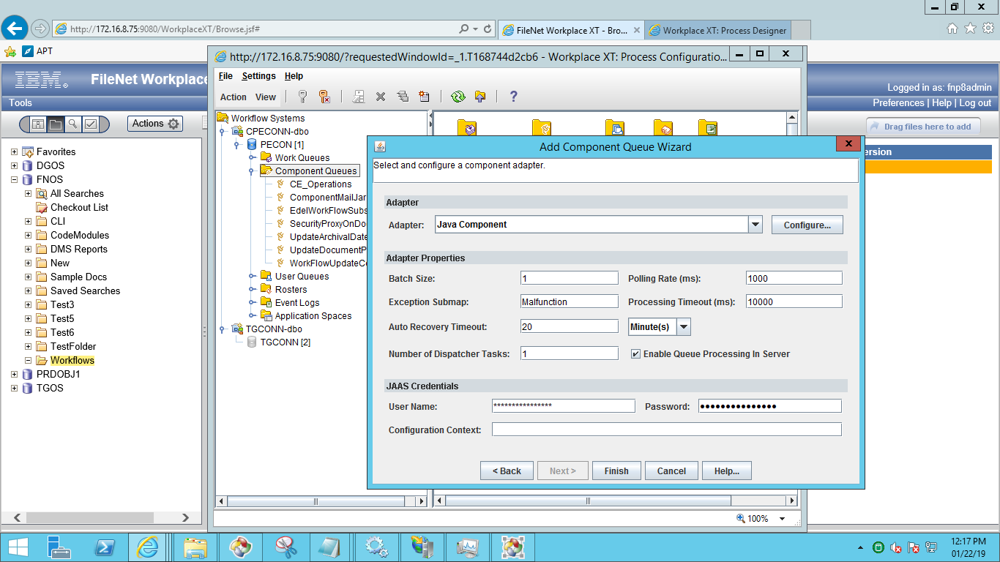 http://172.16.8.75:9080/WorkplaceXT/Browse.jsf#
FileNet Workplace XT - Bro...
Workplace XT: Process Designer
APT
IBM.
FileNet Workplace
Logged in as: fnp8admin
Tools
Preferences | Help | Log out
Actions
Drag files here to add
ersion
Favorites
DGOS
FNOS
All Searches
Checkout List
CLI
CodeModules
DMS Reports
New
Sample Docs
Saved Searches
Test3
Test5
Test6
TestFolder
Workflows
PRDOBJ1
TGOS
http://172.16.8.75:9080/?requestedWindowId=_1.T168744d2cb6 - Workplace XT: Process Configuratio...
File Settings Help
Action View
Workflow Systems
CPECONN-dbo
PECON [1]
Work Queues
Component Queues
CE_Operations
ComponentMailJar
EdelWorkFlowSubs
SecurityProxyOnDo
UpdateArchivalDate
UpdateDocumentP
WorkFlowUpdateCo
User Queues
Rosters
Event Logs
Application Spaces
TGCONN-dbo
TGCONN [2]
100%
Add Component Queue Wizard
Select and configure a component adapter.
Adapter
Adapter: Java Component Configure...
Adapter Properties
Batch Size: 1 Polling Rate (ms): 1000
Exception Submap: Malfunction Processing Timeout (ms): 10000
Auto Recovery Timeout: 20 Minute(s)
Number of Dispatcher Tasks: 1 Enable Queue Processing In Server
JAAS Credentials
User Name: **************** Password: •••••••••••••••
Configuration Context:
< Back Next > Finish Cancel Help...
12:17 PM
01/22/19